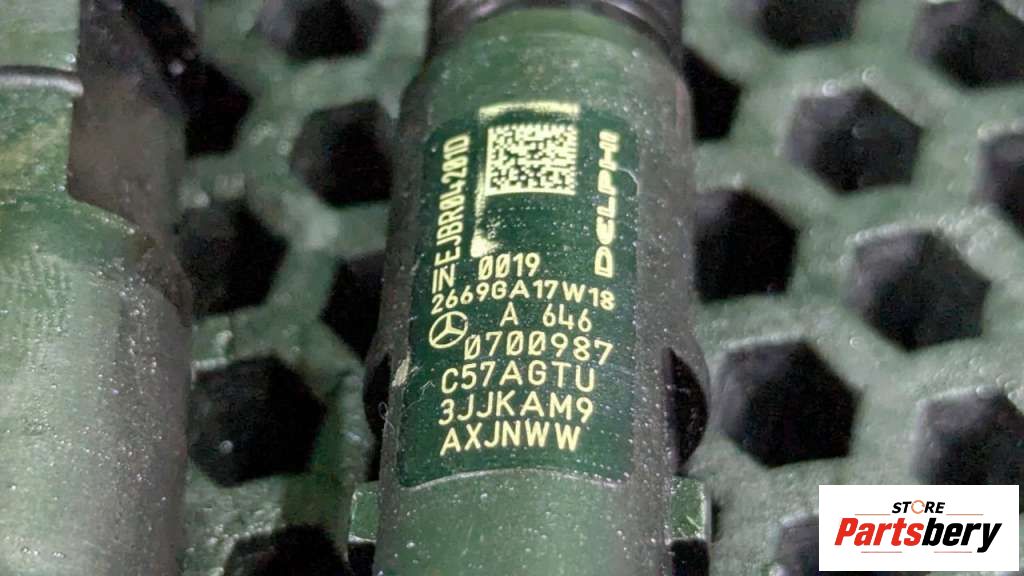 EJBR04201D
DELPHI
0019
2669GA17W18
A 646
0700987
C57AGTU
3JJKAM9
AXJNWW
STORE
Partsbery